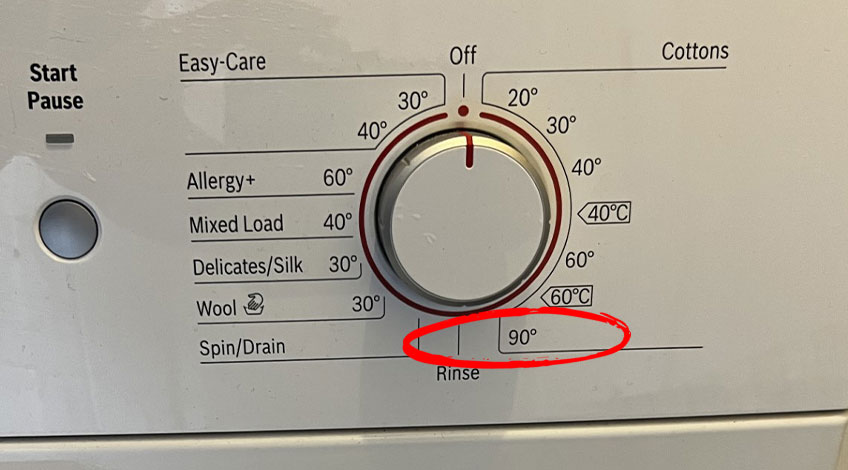 Start
Pause
Easy-Care
Off
Cottons
30°
20°
40°
30°
Allergy+ 60°
40°
Mixed Load 40°
40°C
Delicates/Silk 30°
60°
Wool 30°
60°C
Spin/Drain
90°
Rinse